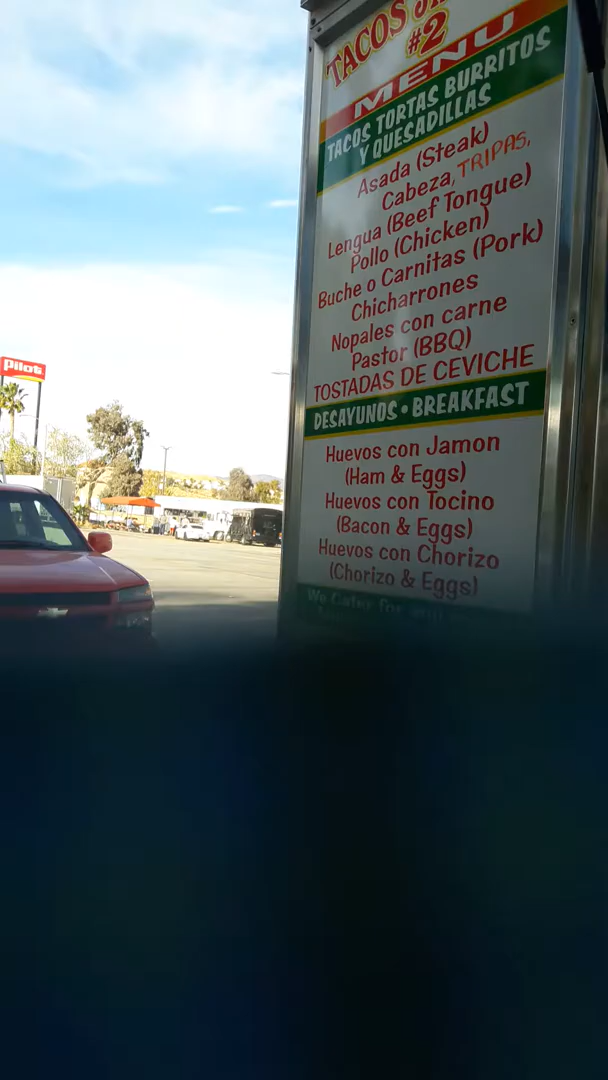 TACOS
#2
MENU
TACOS TORTAS BURRITOS
Y QUESADILLAS
Asada (Steak)
Cabeza, TRIPAS,
Lengua (Beef Tongue)
Pollo (Chicken)
Buche o Carnitas (Pork)
Chicharrones
Nopales con carne
Pastor (BBQ)
TOSTADAS DE CEVICHE
DESAYUNOS • BREAKFAST
Huevos con Jamon
(Ham & Eggs)
Huevos con Tocino
(Bacon & Eggs)
Huevos con Chorizo
(Chorizo & Eggs)
We Cater for
Pilot